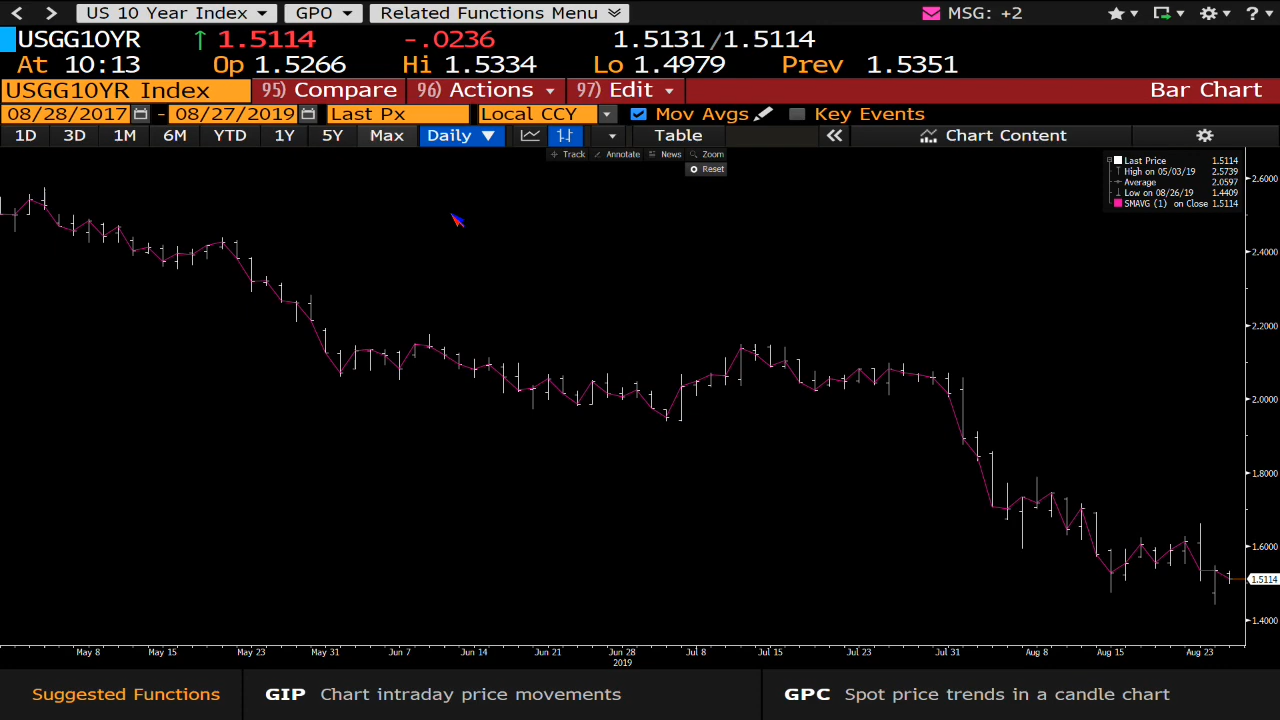 US 10 Year Index GPO Related Functions Menu MSG: +2 ?
USGG10YR ↑ 1.5114 -.0236 1.5131/1.5114
At 10:13 Op 1.5266 Hi 1.5334 Lo 1.4979 Prev 1.5351
USGG10YR Index 95) Compare 96) Actions 97) Edit Bar Chart
08/28/2017 - 08/27/2019 Last Px Local CCY Mov Avgs Key Events
1D 3D 1M 6M YTD 1Y 5Y Max Daily ▼ Table Chart Content
Track Annotate News Zoom
Reset
Last Price 1.5114
High on 05/03/19 2.5739
Average 2.0597
Low on 08/26/19 1.4409
SMAVG (1) on Close 1.5114
2.6000
2.4000
2.2000
2.0000
1.8000
1.6000
1.5114
1.4000
May 8 May 15 May 23 May 31 Jun 7 Jun 14 Jun 21 Jun 28 Jul 8 Jul 15 Jul 23 Jul 31 Aug 8 Aug 15 Aug 23
2019
Suggested Functions GIP Chart intraday price movements GPC Spot price trends in a candle chart